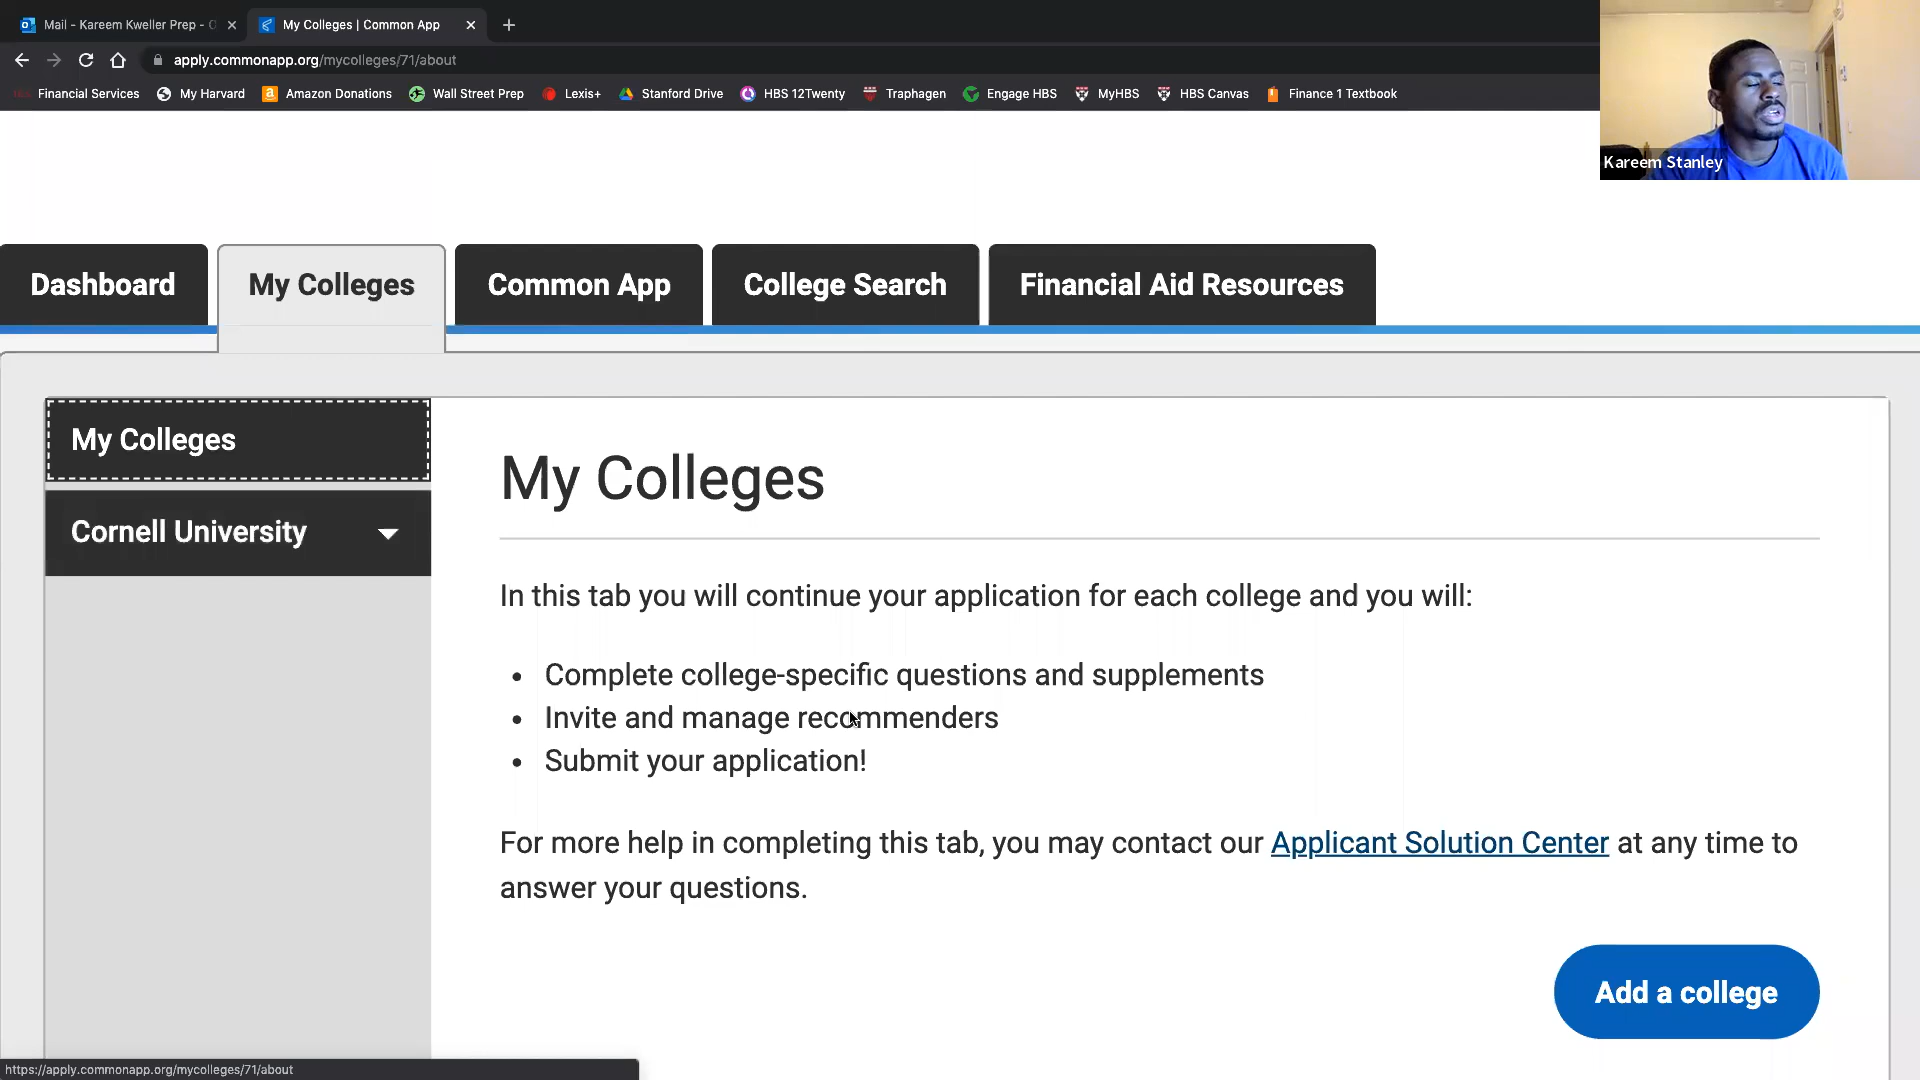 Mail - Kareem Kweller Prep -
My Colleges | Common App
apply.commonapp.org/mycolleges/71/about
Financial Services My Harvard Amazon Donations Wall Street Prep Lexis+ Stanford Drive HBS 12Twenty Traphagen Engage HBS MyHBS HBS Canvas Finance 1 Textbook
Kareem Stanley
Dashboard My Colleges Common App College Search Financial Aid Resources
My Colleges
Cornell University
My Colleges
In this tab you will continue your application for each college and you will:
• Complete college-specific questions and supplements
• Invite and manage recommenders
• Submit your application!
For more help in completing this tab, you may contact our Applicant Solution Center at any time to
answer your questions.
Add a college
https://apply.commonapp.org/mycolleges/71/about